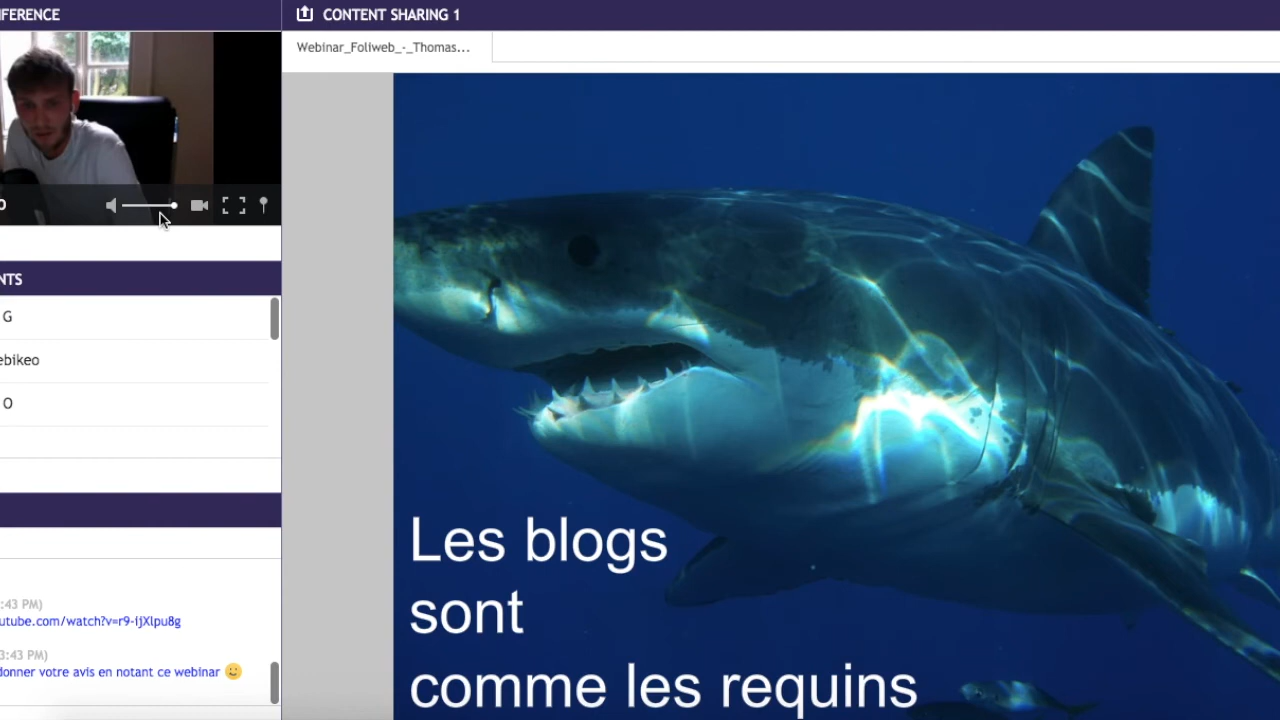 NFERENCE
CONTENT SHARING 1
Webinar_Foliweb_-_Thomas...
O
NTS
G
ebikeo
O
:43 PM)
utube.com/watch?v=r9-ijXlpu8g
3:43 PM)
donner votre avis en notant ce webinar 🙂
Les blogs
sont
comme les requins